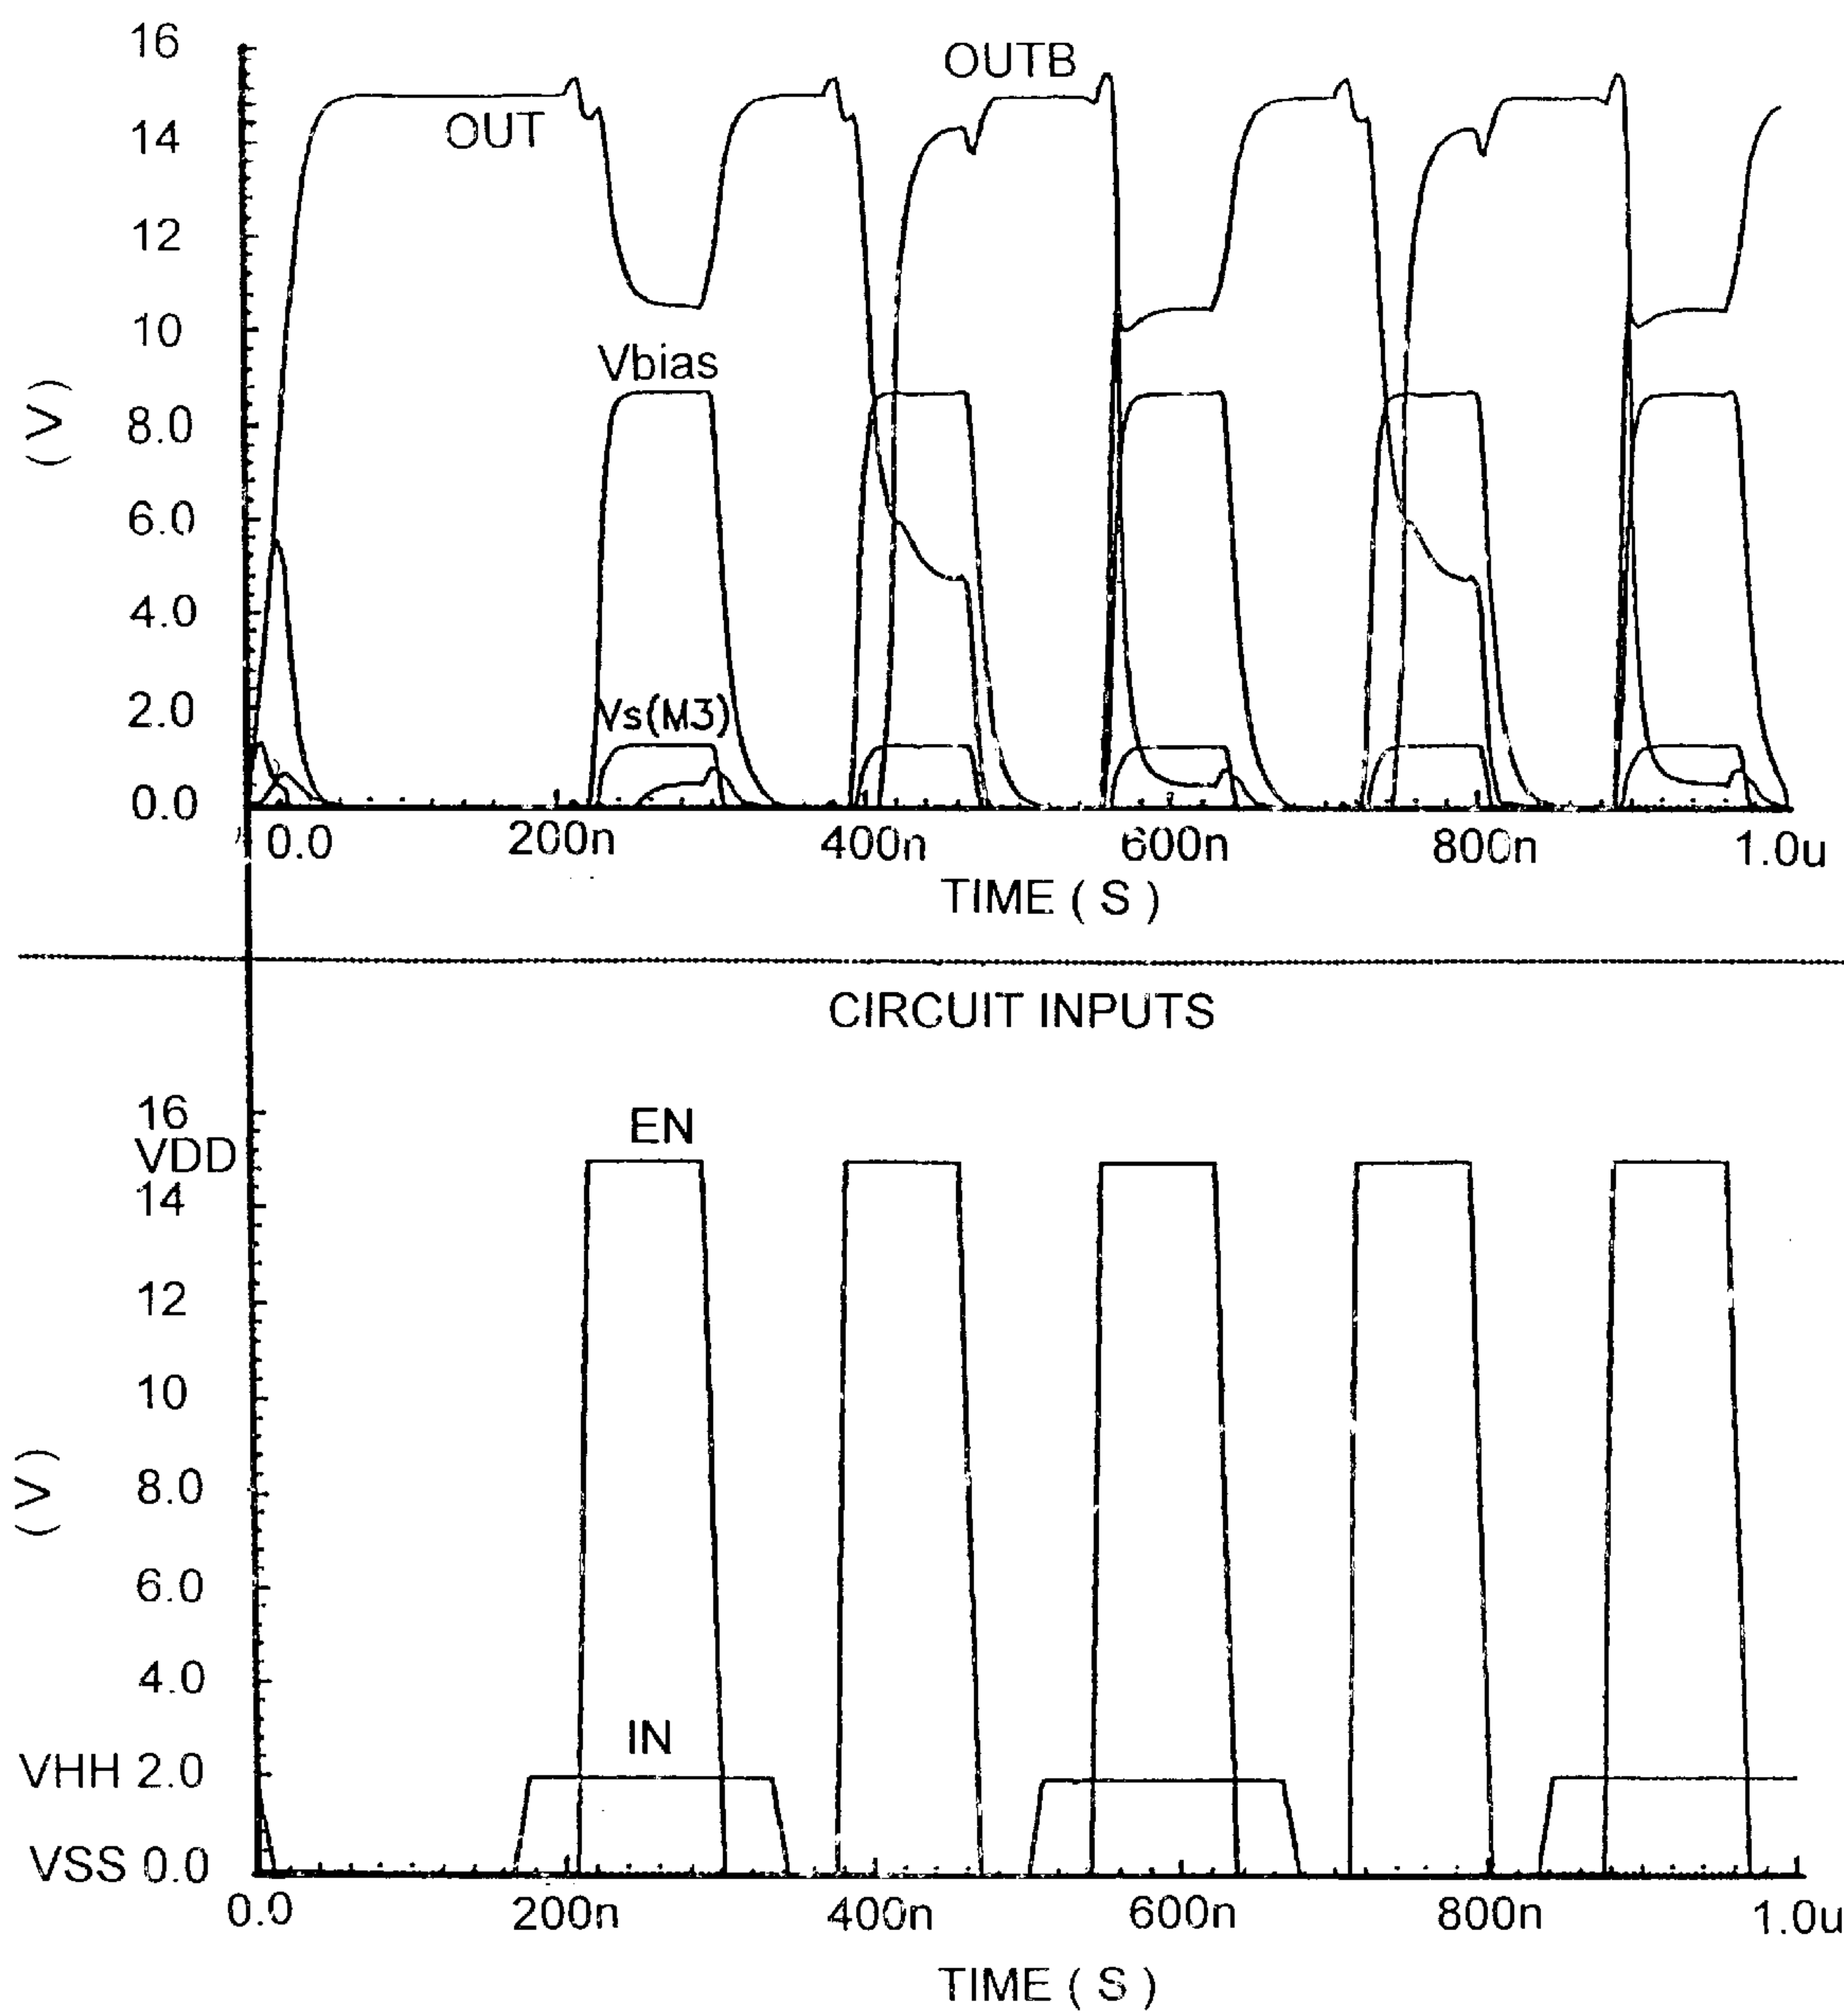 16
OUTB
14
OUT
12
10
Vbias
( V )
8.0
6.0
4.0
2.0
Vs(M3)
0.0
0.0 200n 400n 600n 800n 1.0u
TIME ( S )
CIRCUIT INPUTS
16
EN
VDD
14
12
10
( V )
8.0
6.0
4.0
IN
VHH 2.0
VSS 0.0
0.0 200n 400n 600n 800n 1.0u
TIME ( S )